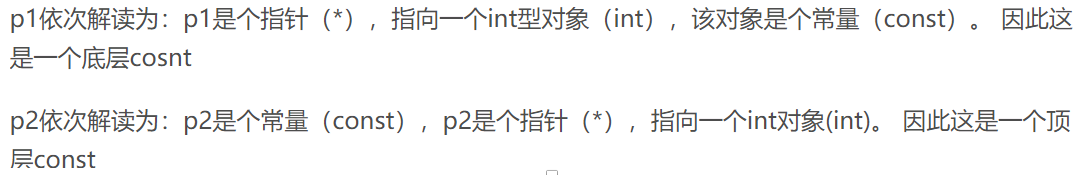 p1依次解读为：p1是个指针（*），指向一个int型对象（int），该对象是个常量（const）。 因此这
是一个底层cosnt
p2依次解读为：p2是个常量（const），p2是个指针（*），指向一个int对象(int)。 因此这是一个顶
层const